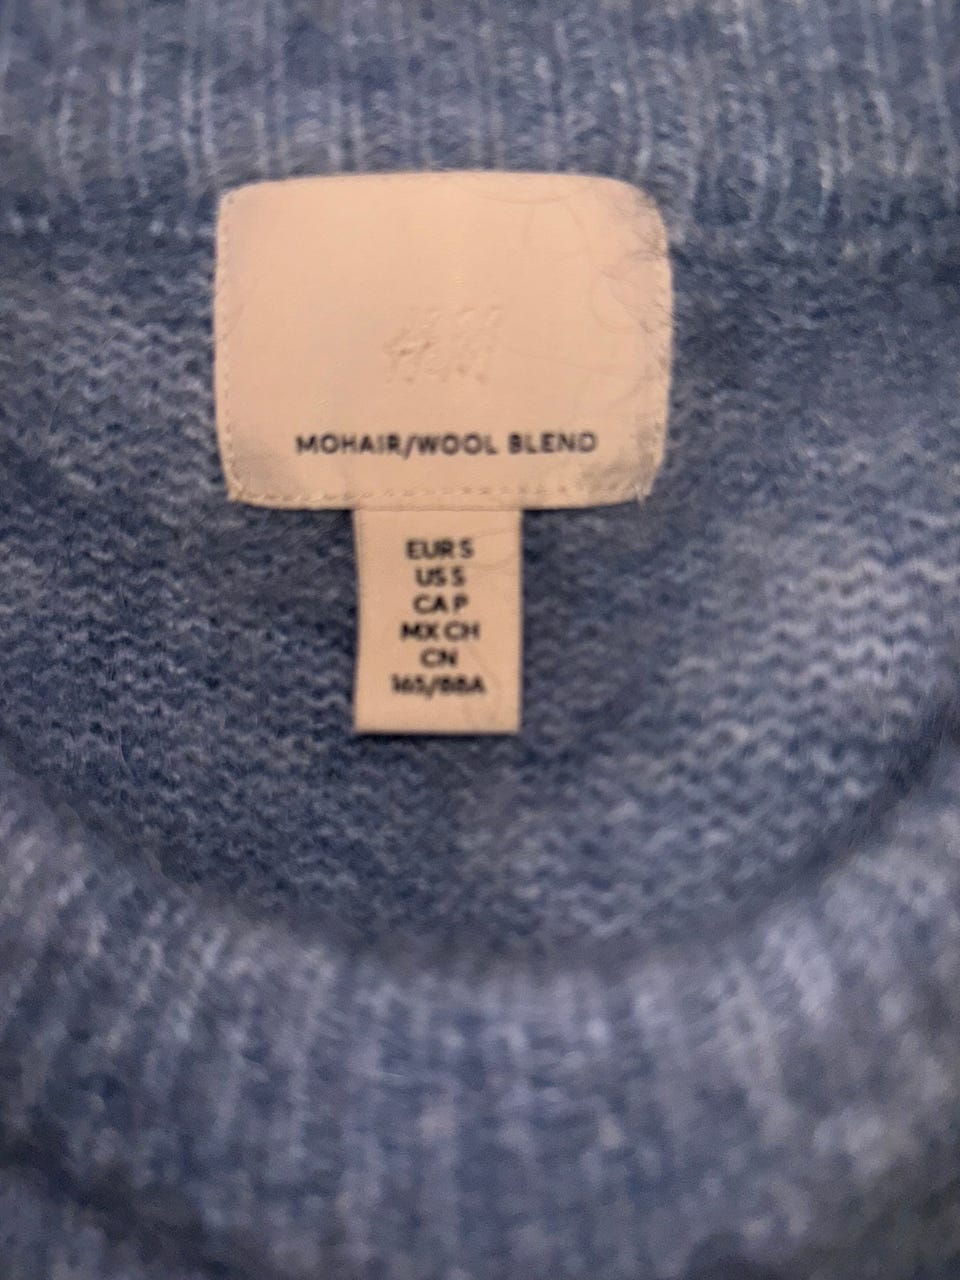 H&M
MOHAIR/WOOL BLEND
EUR S
US S
CA P
MX CH
CN
165/88A